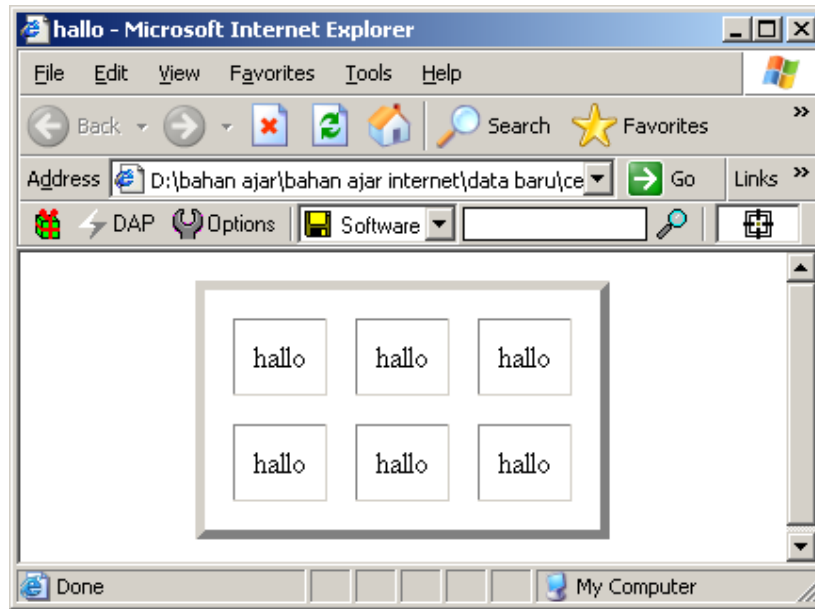 hallo - Microsoft Internet Explorer
File Edit View Favorites Tools Help
Back Search Favorites »
Address D:\bahan ajar\bahan ajar internet\data baru\ce Go Links »
DAP Options Software
hallo hallo hallo
hallo hallo hallo
Done My Computer